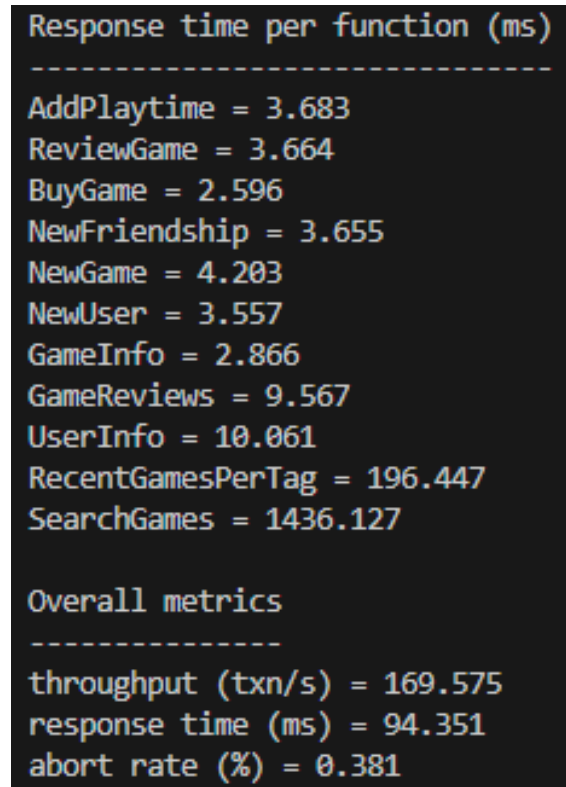 Response time per function (ms)
-------------------------------
AddPlaytime = 3.683
ReviewGame = 3.664
BuyGame = 2.596
NewFriendship = 3.655
NewGame = 4.203
NewUser = 3.557
GameInfo = 2.866
GameReviews = 9.567
UserInfo = 10.061
RecentGamesPerTag = 196.447
SearchGames = 1436.127

Overall metrics
---------------
throughput (txn/s) = 169.575
response time (ms) = 94.351
abort rate (%) = 0.381